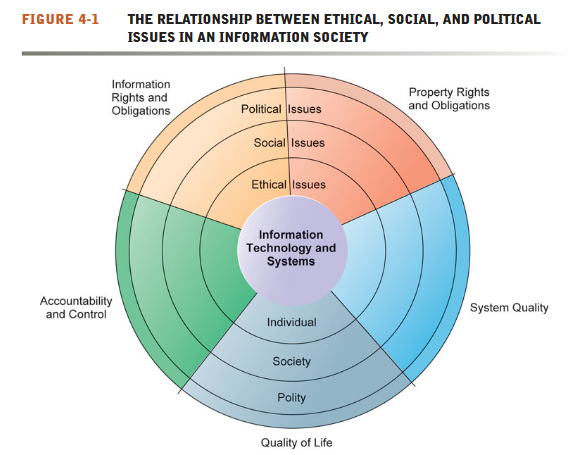 FIGURE 4-1 THE RELATIONSHIP BETWEEN ETHICAL, SOCIAL, AND POLITICAL
ISSUES IN AN INFORMATION SOCIETY
Information
Rights and
Obligations
Property Rights
and Obligations
Political Issues
Social Issues
Ethical Issues
Information
Technology and
Systems
Accountability
and Control
System Quality
Individual
Society
Polity
Quality of Life